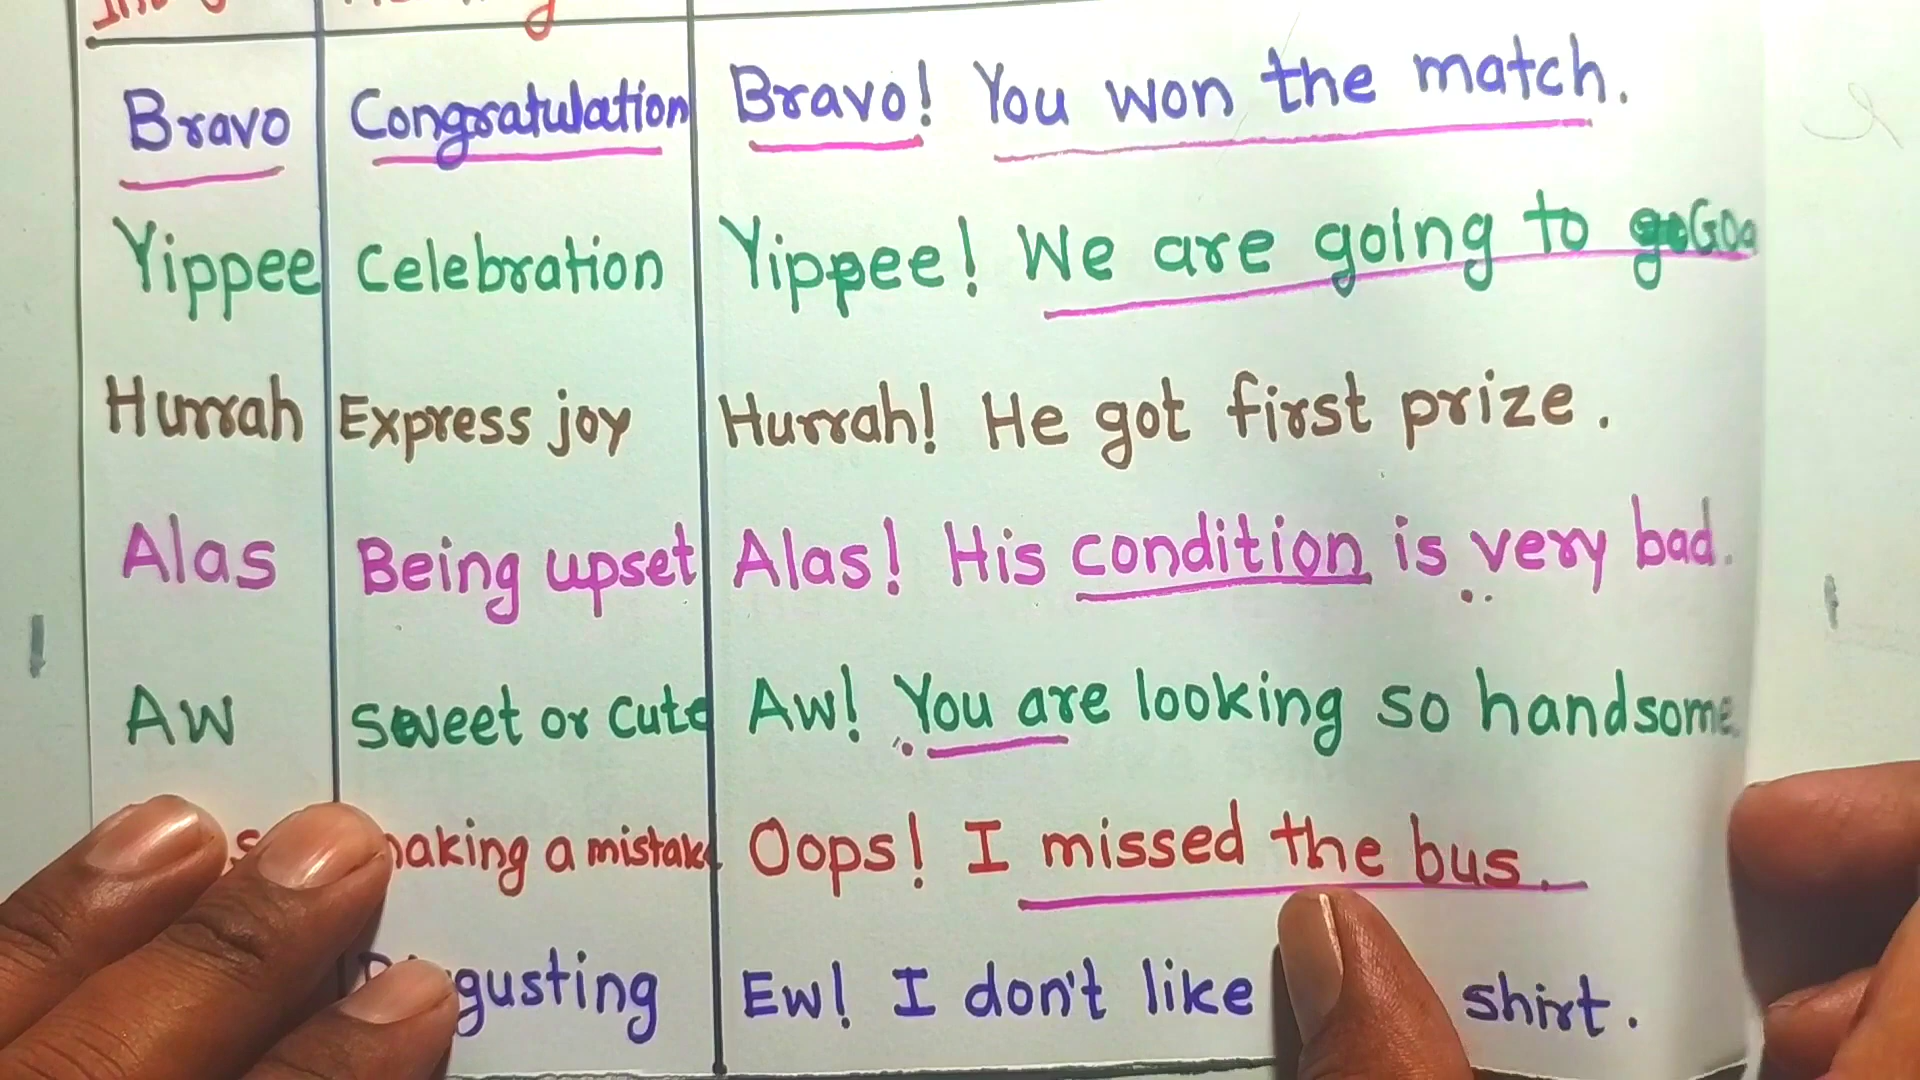 Bravo Congratulation Bravo! You won the match.
Yippee Celebration Yippee! We are going to Goa
Hurrah Express joy Hurrah! He got first prize.
Alas Being upset Alas! His condition is very bad.
Aw Sweet or cute Aw! You are looking so handsome.
making a mistake Oops! I missed the bus.
Disgusting Ew! I don't like shirt.